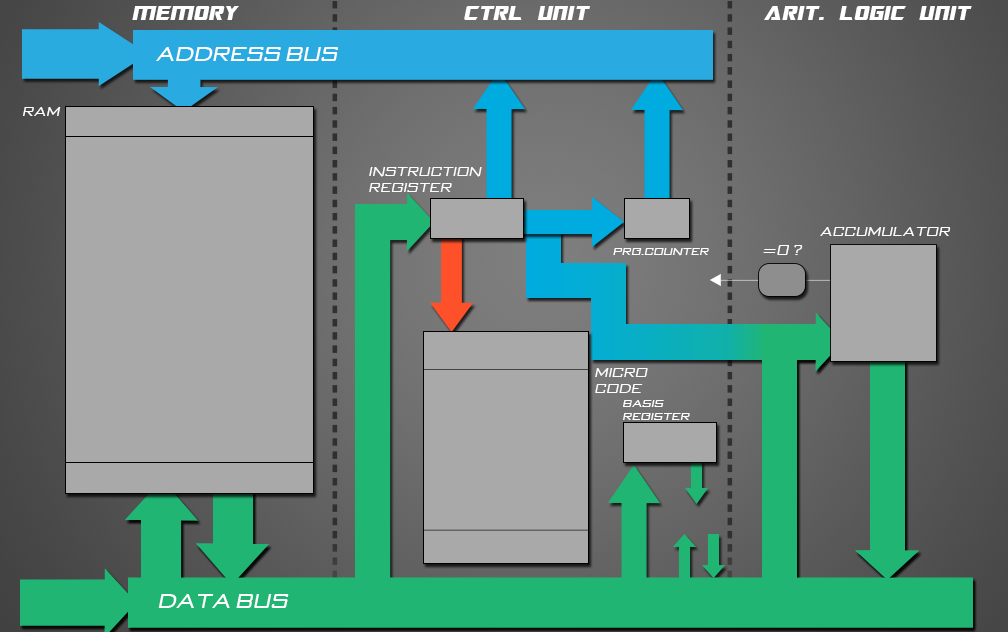 MEMORY
CTRL UNIT
ARIT. LOGIC UNIT
ADDRESS BUS
RAM
INSTRUCTION
REGISTER
PRG.COUNTER
=0 ?
ACCUMULATOR
MICRO
CODE
BASIS
REGISTER
DATA BUS